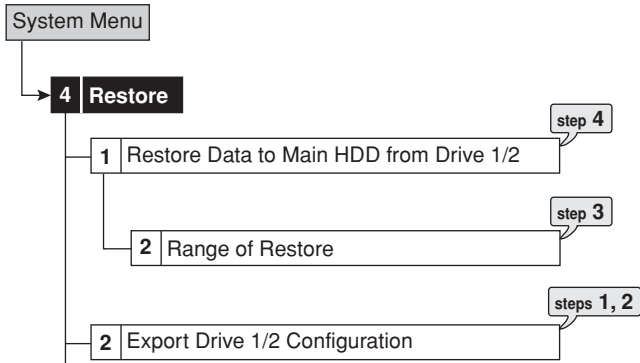 System Menu
4 Restore
step 4
1 Restore Data to Main HDD from Drive 1/2
step 3
2 Range of Restore
steps 1, 2
2 Export Drive 1/2 Configuration